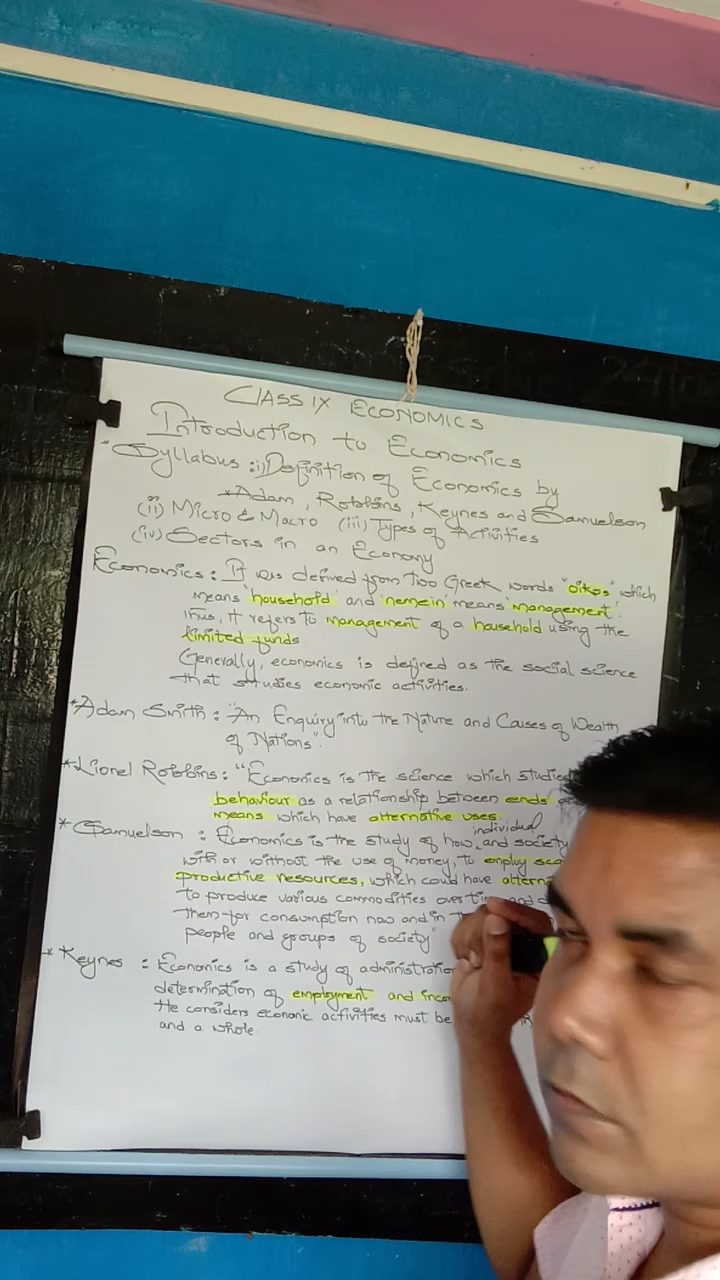 CLASS IX ECONOMICS
Introduction to Economics
Syllabus : i) Definition of Economics by
*Adam, Robbins, Keynes and Samuelson
(ii) Micro & Macro (iii) Types of Activities
(iv) Sectors in an Economy
Economics: It was defined from Two Greek words "oikos" which
means 'household' and 'nemein' means 'management'.
Thus, It refers to management of a household using the
limited funds.
Generally, economics is defined as the social science
that studies economic activities.
*Adam Smith : "An Enquiry into the Nature and Causes of Wealth
of Nations".
*Lionel Robbins: "Economics is the science which studies
behaviour as a relationship between ends
means which have alternative uses.
individual
* Samuelson : Economics is the study of how and society
with or without the use of money, to employ
productive resources, which could have
to produce various commodities over and
them for consumption now and in
people and groups of society"
* Keynes : Economics is a study of
determination of employment and
He considers economic activities must be
and a whole.